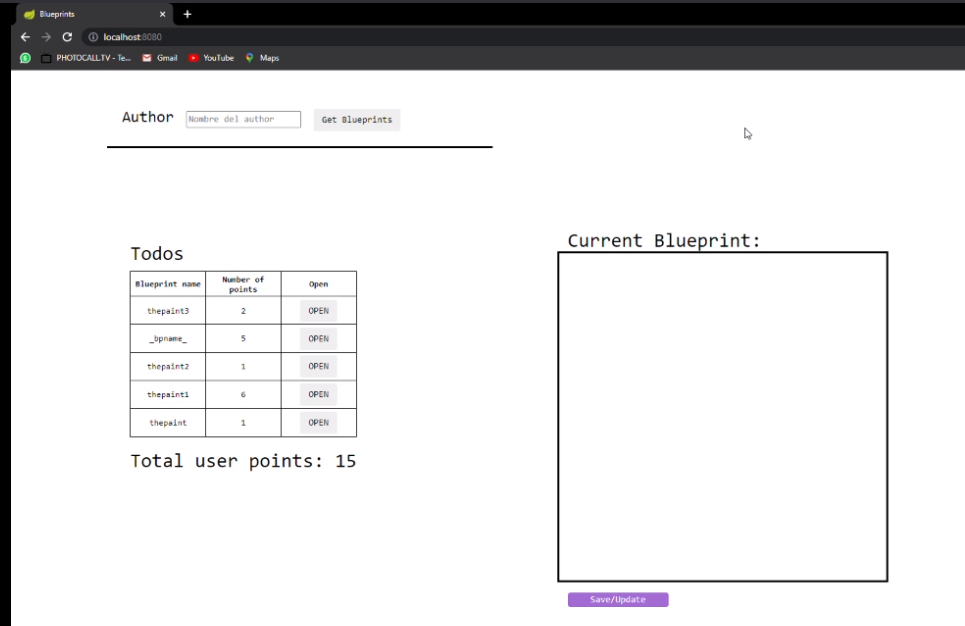 Blueprints
localhost:8080
PHOTOCALL.TV - Te... Gmail YouTube Maps
Author Nombre del author Get Blueprints
Todos
Blueprint name Number of points Open
thepaint3 2 OPEN
_bpname_ 5 OPEN
thepaint2 1 OPEN
thepaint1 6 OPEN
thepaint 1 OPEN
Total user points: 15
Current Blueprint:
Save/Update